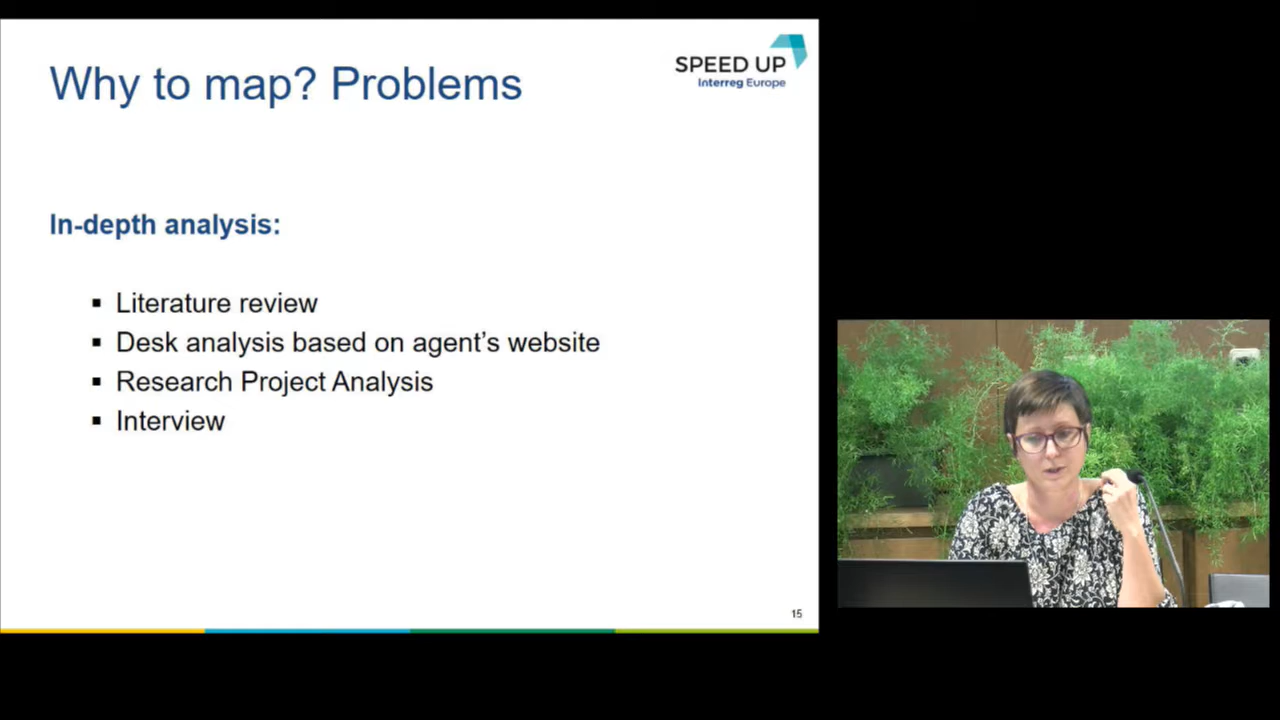 Why to map? Problems
SPEED UP
Interreg Europe
In-depth analysis:
▪ Literature review
▪ Desk analysis based on agent's website
▪ Research Project Analysis
▪ Interview
15